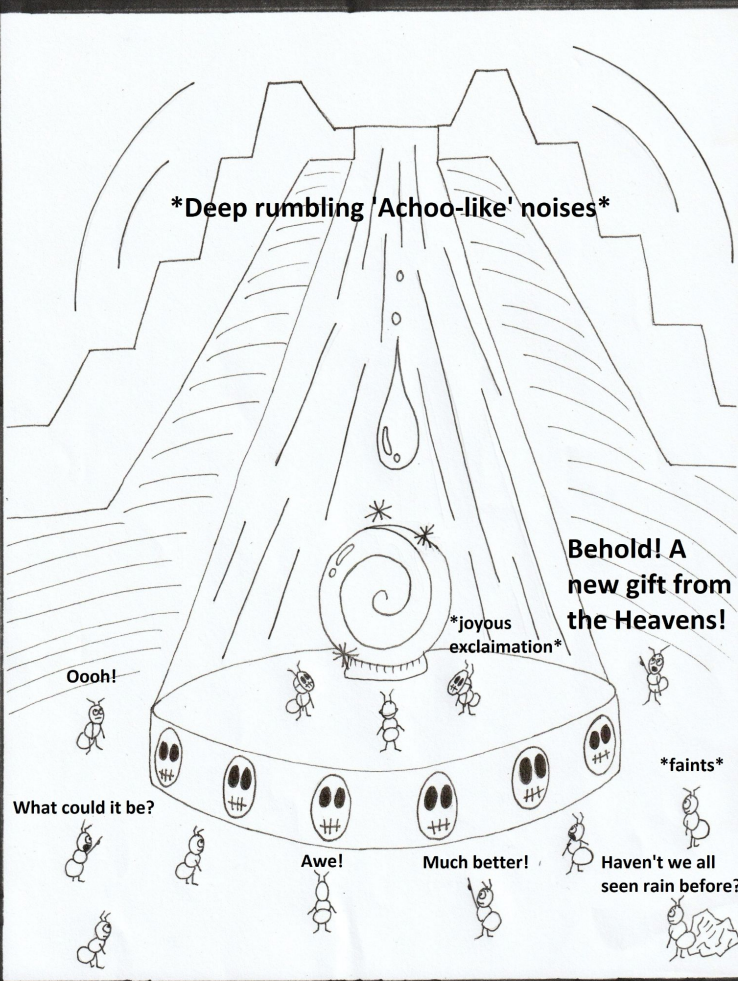 *Deep rumbling 'Achoo-like' noises*
Behold! A
new gift from
the Heavens!
*joyous
exclaimation*
Oooh!
*faints*
What could it be?
Awe!
Much better!
Haven't we all
seen rain before?